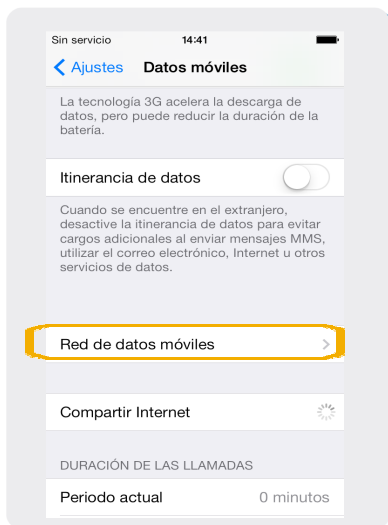 Sin servicio 14:41
Ajustes Datos móviles
La tecnología 3G acelera la descarga de
datos, pero puede reducir la duración de la
batería.
Itinerancia de datos
Cuando se encuentre en el extranjero,
desactive la itinerancia de datos para evitar
cargos adicionales al enviar mensajes MMS,
utilizar el correo electrónico, Internet u otros
servicios de datos.
Red de datos móviles
Compartir Internet
DURACIÓN DE LAS LLAMADAS
Periodo actual 0 minutos